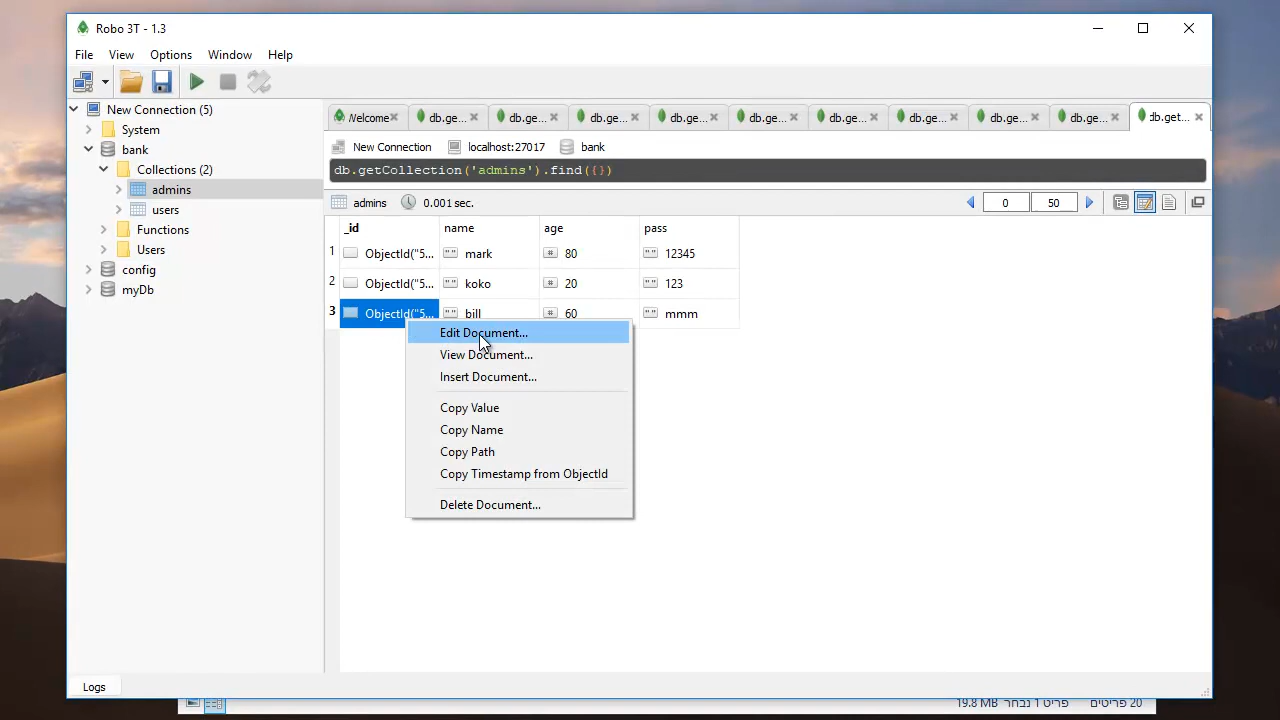 Robo 3T - 1.3
File View Options Window Help
Welcome db.ge... db.ge... db.ge... db.ge... db.ge... db.ge... db.ge... db.ge... db.ge... db.get...
New Connection (5)
System
bank
Collections (2)
admins
users
Functions
Users
config
myDb
New Connection localhost:27017 bank
db.getCollection('admins').find({})
admins 0.001 sec. 0 50
_id name age pass
1 ObjectId("5... "" mark # 80 "" 12345
2 ObjectId("5... "" koko # 20 "" 123
3 ObjectId("5... "" bill # 60 "" mmm
Edit Document...
View Document...
Insert Document...
Copy Value
Copy Name
Copy Path
Copy Timestamp from ObjectId
Delete Document...
Logs
20 פריטים פריט 1 נבחר 19.8 MB